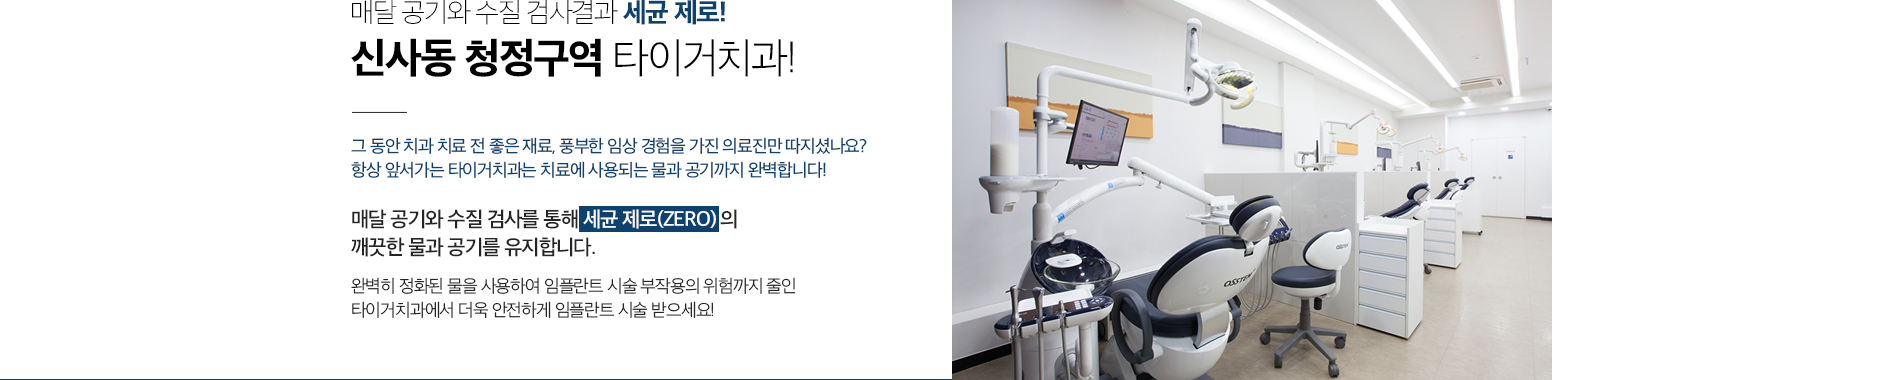 매달 공기와 수질 검사결과 세균 제로!
신사동 청정구역 타이거치과!
그 동안 치과 치료 전 좋은 재료, 풍부한 임상 경험을 가진 의료진만 따지셨나요?
항상 앞서가는 타이거치과는 치료에 사용되는 물과 공기까지 완벽합니다!
매달 공기와 수질 검사를 통해 세균 제로(ZERO)의
깨끗한 물과 공기를 유지합니다.
완벽히 정화된 물을 사용하여 임플란트 시술 부작용의 위험까지 줄인
타이거치과에서 더욱 안전하게 임플란트 시술 받으세요!